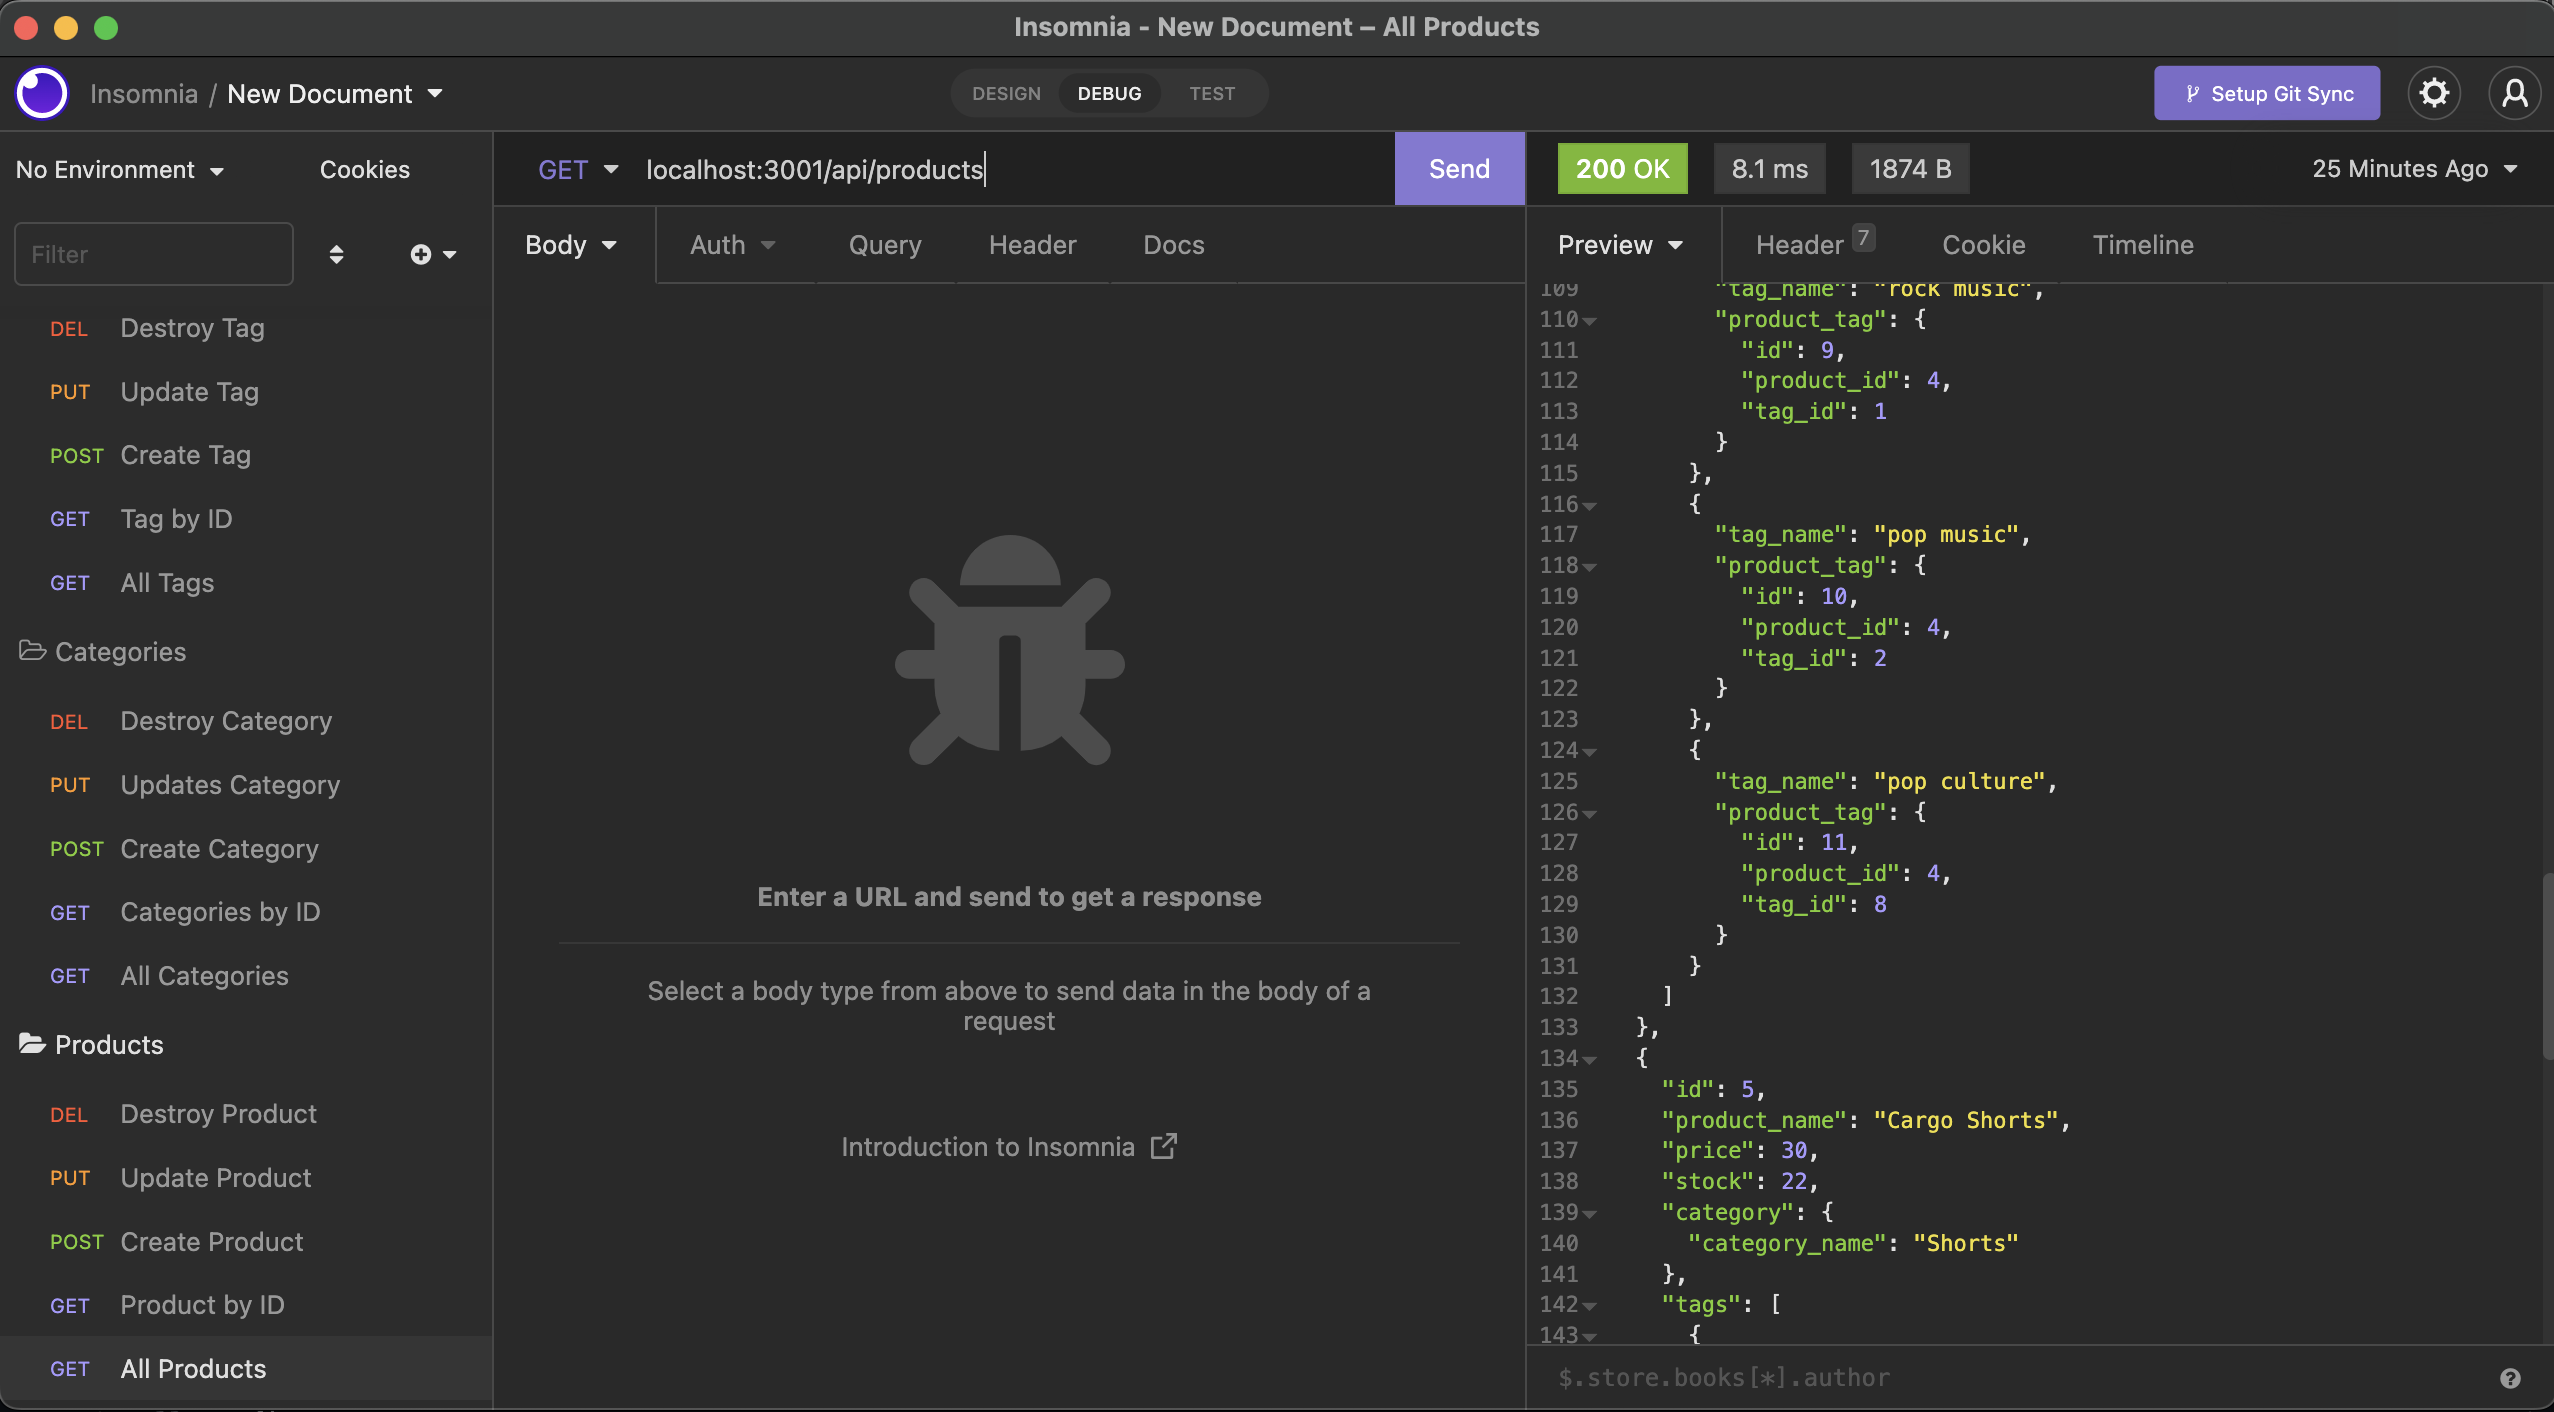 Insomnia - New Document – All Products
Insomnia / New Document
DESIGN DEBUG TEST
Setup Git Sync
No Environment Cookies
Filter
DEL Destroy Tag
PUT Update Tag
POST Create Tag
GET Tag by ID
GET All Tags
Categories
DEL Destroy Category
PUT Updates Category
POST Create Category
GET Categories by ID
GET All Categories
Products
DEL Destroy Product
PUT Update Product
POST Create Product
GET Product by ID
GET All Products
GET localhost:3001/api/products Send
Body Auth Query Header Docs
Enter a URL and send to get a response
Select a body type from above to send data in the body of a
request
Introduction to Insomnia
200 OK 8.1 ms 1874 B 25 Minutes Ago
Preview Header 7 Cookie Timeline
109 "tag_name": "rock music",
110 "product_tag": {
111 "id": 9,
112 "product_id": 4,
113 "tag_id": 1
114 }
115 },
116 {
117 "tag_name": "pop music",
118 "product_tag": {
119 "id": 10,
120 "product_id": 4,
121 "tag_id": 2
122 }
123 },
124 {
125 "tag_name": "pop culture",
126 "product_tag": {
127 "id": 11,
128 "product_id": 4,
129 "tag_id": 8
130 }
131 }
132 ]
133 },
134 {
135 "id": 5,
136 "product_name": "Cargo Shorts",
137 "price": 30,
138 "stock": 22,
139 "category": {
140 "category_name": "Shorts"
141 },
142 "tags": [
143 {
$.store.books[*].author